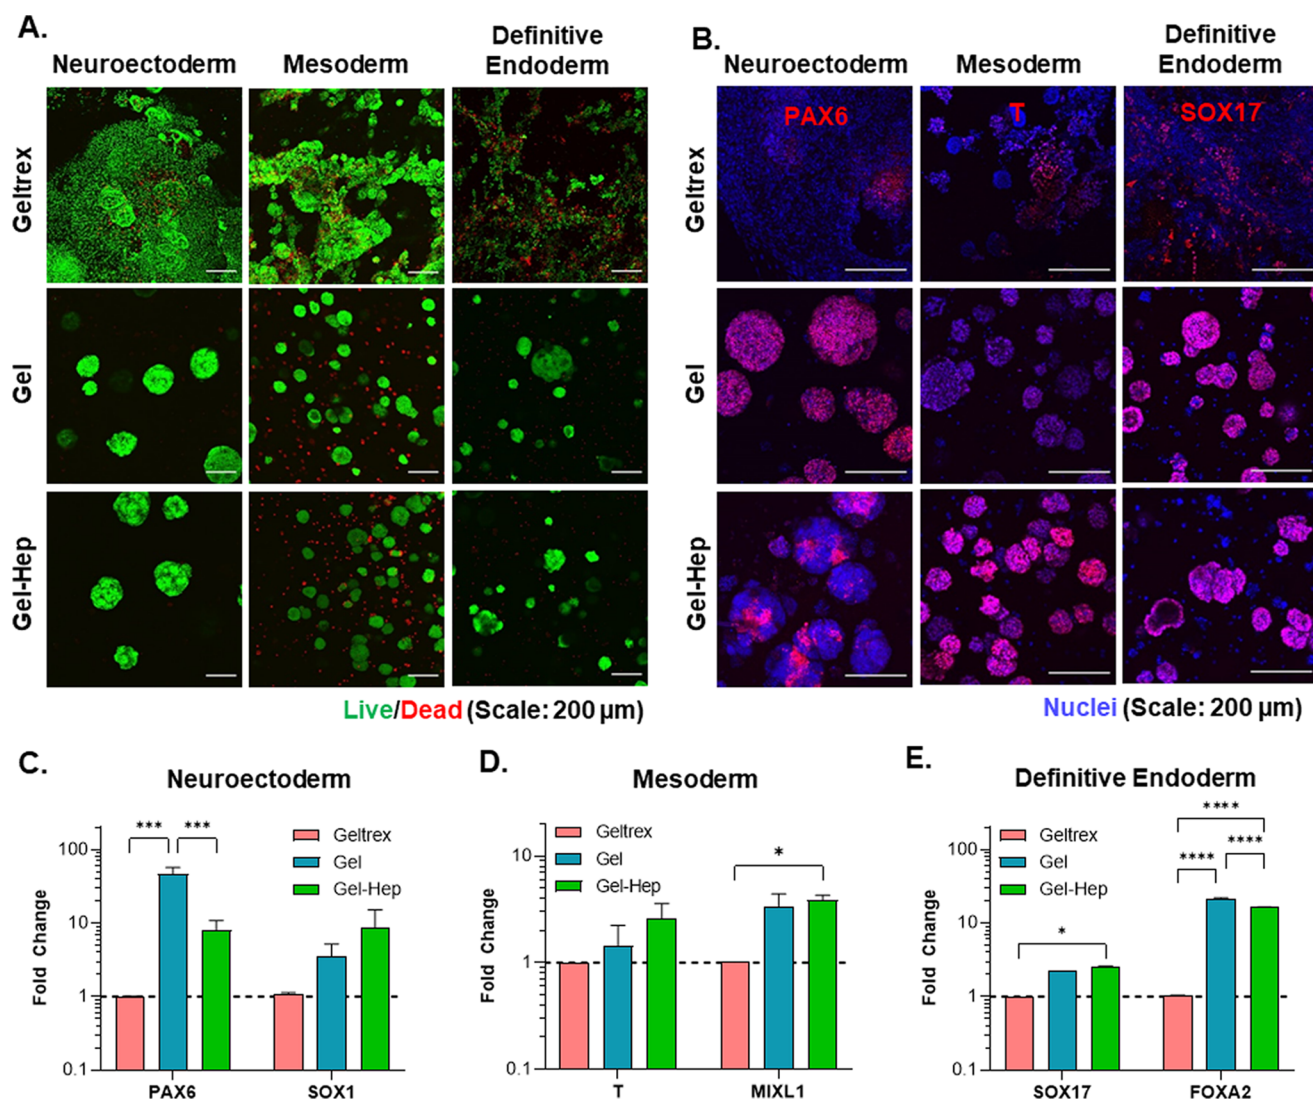 A.
Neuroectoderm
Mesoderm
Definitive
Endoderm
Geltrex
Gel
Gel-Hep
Live/Dead (Scale: 200 µm)
B.
Neuroectoderm
Mesoderm
Definitive
Endoderm
PAX6
T
SOX17
Geltrex
Gel
Gel-Hep
Nuclei (Scale: 200 µm)
C.
Neuroectoderm
*** ***
Geltrex
Gel
Gel-Hep
Fold Change
100
10
1
0.1
PAX6
SOX1
D.
Mesoderm
Geltrex
Gel
Gel-Hep
*
Fold Change
10
1
0.1
T
MIXL1
E.
Definitive Endoderm
****
**** ****
Geltrex
Gel
Gel-Hep
*
Fold Change
100
10
1
0.1
SOX17
FOXA2